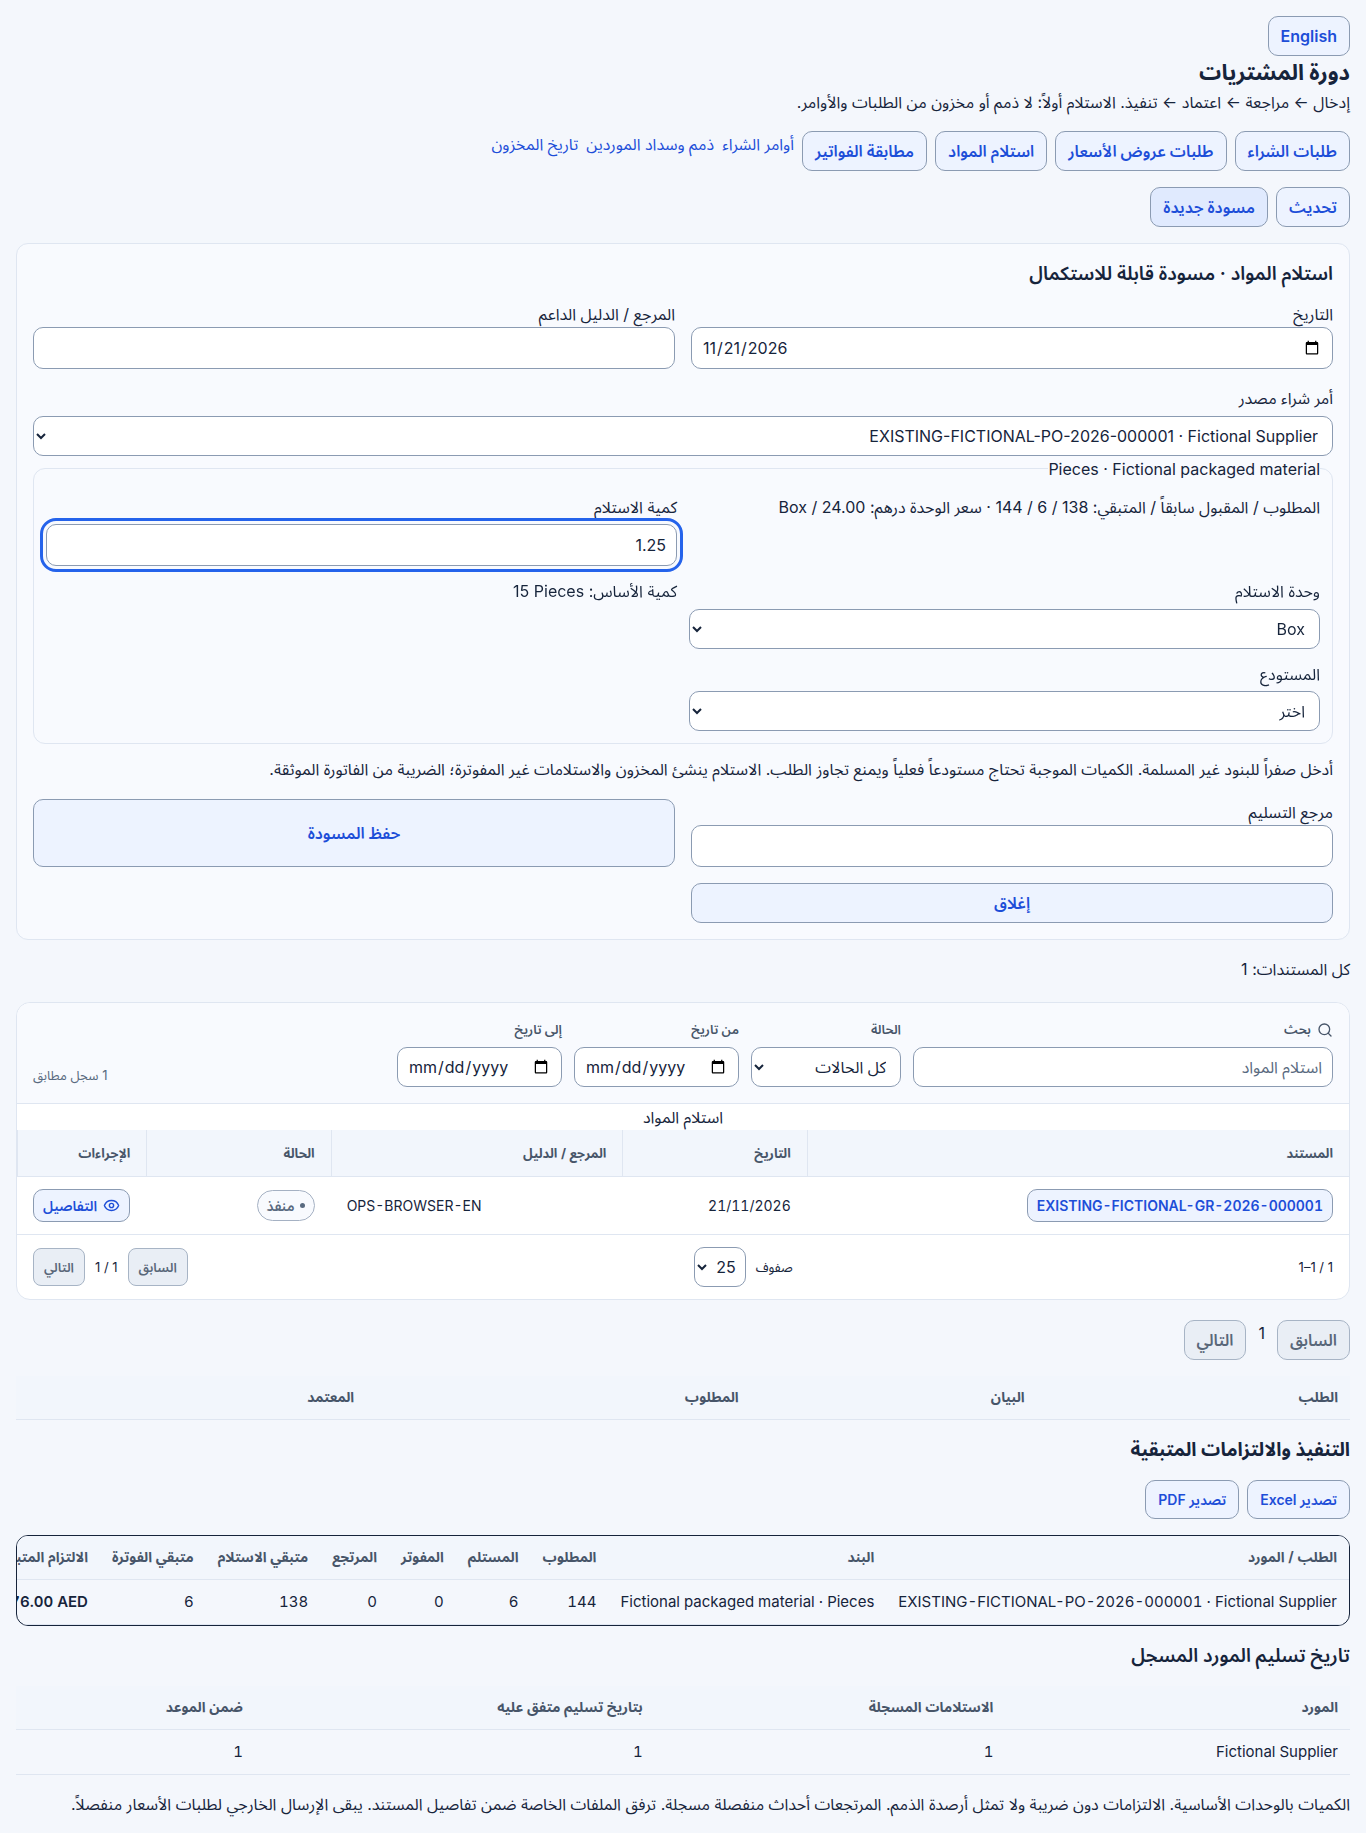 English
دورة المشتريات
إدخال ← مراجعة ← اعتماد ← تنفيذ. الاستلام أولاً: لا ذمم أو مخزون من الطلبات والأوامر.
طلبات الشراء طلبات عروض الأسعار استلام المواد مطابقة الفواتير أوامر الشراء ذمم وسداد الموردين تاريخ المخزون
تحديث مسودة جديدة
استلام المواد · مسودة قابلة للاستكمال
التاريخ المرجع / الدليل الداعم
11/21/2026
أمر شراء مصدر
EXISTING-FICTIONAL-PO-2026-000001 · Fictional Supplier
Pieces · Fictional packaged material
المطلوب / المقبول سابقاً / المتبقي: 138 / 6 / 144 · سعر الوحدة درهم: 24.00 / Box كمية الاستلام
1.25
وحدة الاستلام كمية الأساس: 15 Pieces
Box
المستودع
اختر
أدخل صفراً للبنود غير المسلمة. الكميات الموجبة تحتاج مستودعاً فعلياً ويمنع تجاوز الطلب. الاستلام ينشئ المخزون والاستلامات غير المفوترة؛ الضريبة من الفاتورة الموثقة.
مرجع التسليم حفظ المسودة
إغلاق
كل المستندات: 1
بحث الحالة من تاريخ إلى تاريخ
استلام المواد كل الحالات mm/dd/yyyy mm/dd/yyyy 1 سجل مطابق
استلام المواد
المستند التاريخ المرجع / الدليل الحالة الإجراءات
EXISTING-FICTIONAL-GR-2026-000001 21/11/2026 OPS-BROWSER-EN منفذ التفاصيل
1–1 / 1 صفوف 25 السابق 1 / 1 التالي
السابق 1 التالي
الطلب البيان المطلوب المعتمد
التنفيذ والالتزامات المتبقية
تصدير Excel تصدير PDF
الطلب / المورد البند المطلوب المستلم المفوتر المرتجع متبقي الاستلام متبقي الفوترة الالتزام
EXISTING-FICTIONAL-PO-2026-000001 · Fictional Supplier Fictional packaged material · Pieces 144 6 0 0 138 6 6.00 AED
تاريخ تسليم المورد المسجل
المورد الاستلامات المسجلة بتاريخ تسليم متفق عليه ضمن الموعد
Fictional Supplier 1 1 1
الكميات بالوحدات الأساسية. الالتزامات دون ضريبة ولا تمثل أرصدة الذمم. المرتجعات أحداث منفصلة مسجلة. ترفق الملفات الخاصة ضمن تفاصيل المستند. يبقى الإرسال الخارجي لطلبات الأسعار منفصلاً.